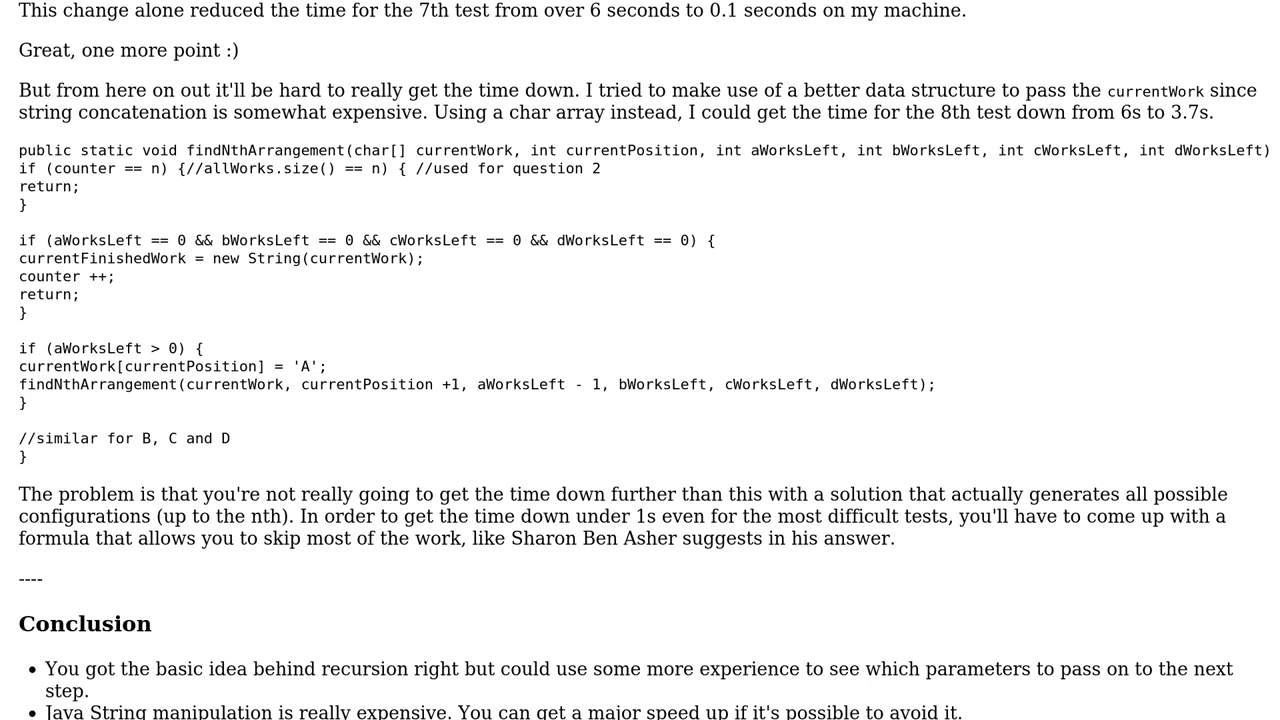 This change alone reduced the time for the 7th test from over 6 seconds to 0.1 seconds on my machine.
Great, one more point :)
But from here on out it'll be hard to really get the time down. I tried to make use of a better data structure to pass the currentWork since
string concatenation is somewhat expensive. Using a char array instead, I could get the time for the 8th test down from 6s to 3.7s.
public static void findNthArrangement(char[] currentWork, int currentPosition, int aWorksLeft, int bWorksLeft, int cWorksLeft, int dWorksLeft)
if (counter == n) {//allWorks.size() == n) { //used for question 2
return;
}
if (aWorksLeft == 0 && bWorksLeft == 0 && cWorksLeft == 0 && dWorksLeft == 0) {
currentFinishedWork = new String(currentWork);
counter ++;
return;
}
if (aWorksLeft > 0) {
currentWork[currentPosition] = 'A';
findNthArrangement(currentWork, currentPosition +1, aWorksLeft - 1, bWorksLeft, cWorksLeft, dWorksLeft);
}
//similar for B, C and D
}
The problem is that you're not really going to get the time down further than this with a solution that actually generates all possible
configurations (up to the nth). In order to get the time down under 1s even for the most difficult tests, you'll have to come up with a
formula that allows you to skip most of the work, like Sharon Ben Asher suggests in his answer.
----
Conclusion
• You got the basic idea behind recursion right but could use some more experience to see which parameters to pass on to the next
step.
• Java String manipulation is really expensive. You can get a major speed up if it's possible to avoid it.